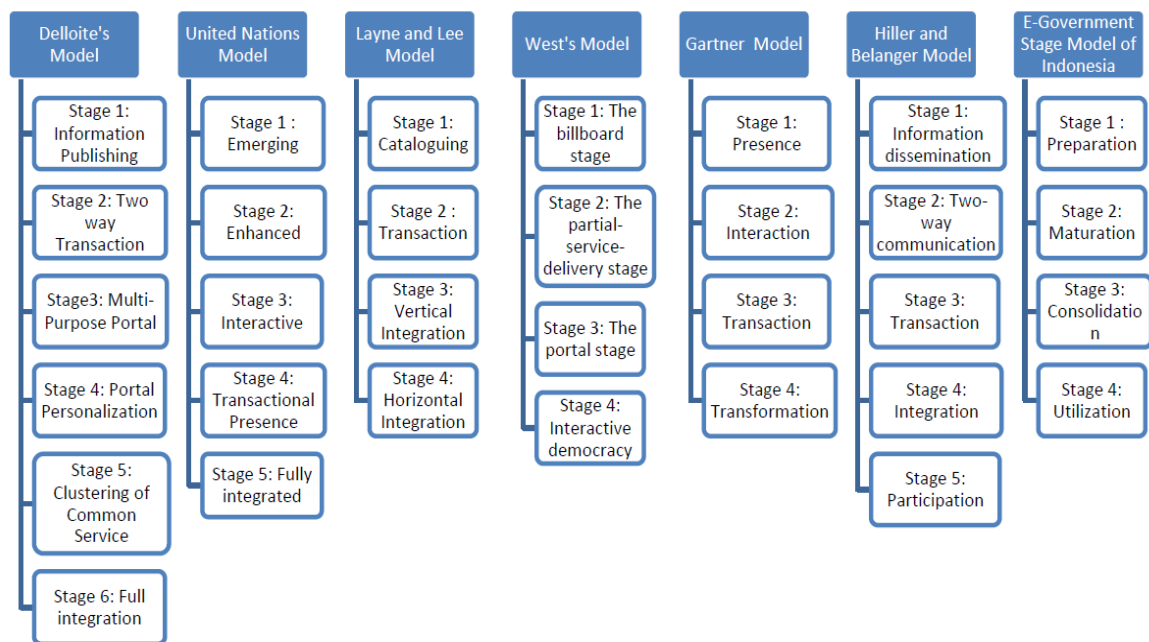 Delloite's
Model
Stage 1:
Information
Publishing
Stage 2: Two
way
Transaction
Stage3: Multi-
Purpose Portal
Stage 4: Portal
Personalization
Stage 5:
Clustering of
Common
Service
Stage 6: Full
integration
United Nations
Model
Stage 1 :
Emerging
Stage 2:
Enhanced
Stage 3:
Interactive
Stage 4:
Transactional
Presence
Stage 5: Fully
integrated
Layne and Lee
Model
Stage 1:
Cataloguing
Stage 2 :
Transaction
Stage 3:
Vertical
Integration
Stage 4:
Horizontal
Integration
West's Model
Stage 1: The
billboard
stage
Stage 2: The
partial-
service-
delivery stage
Stage 3: The
portal stage
Stage 4:
Interactive
democracy
Gartner Model
Stage 1:
Presence
Stage 2:
Interaction
Stage 3:
Transaction
Stage 4:
Transformation
Hiller and
Belanger Model
Stage 1:
Information
dissemination
Stage 2: Two-
way
communication
Stage 3:
Transaction
Stage 4:
Integration
Stage 5:
Participation
E-Government
Stage Model of
Indonesia
Stage 1 :
Preparation
Stage 2:
Maturation
Stage 3:
Consolidatio
n
Stage 4:
Utilization